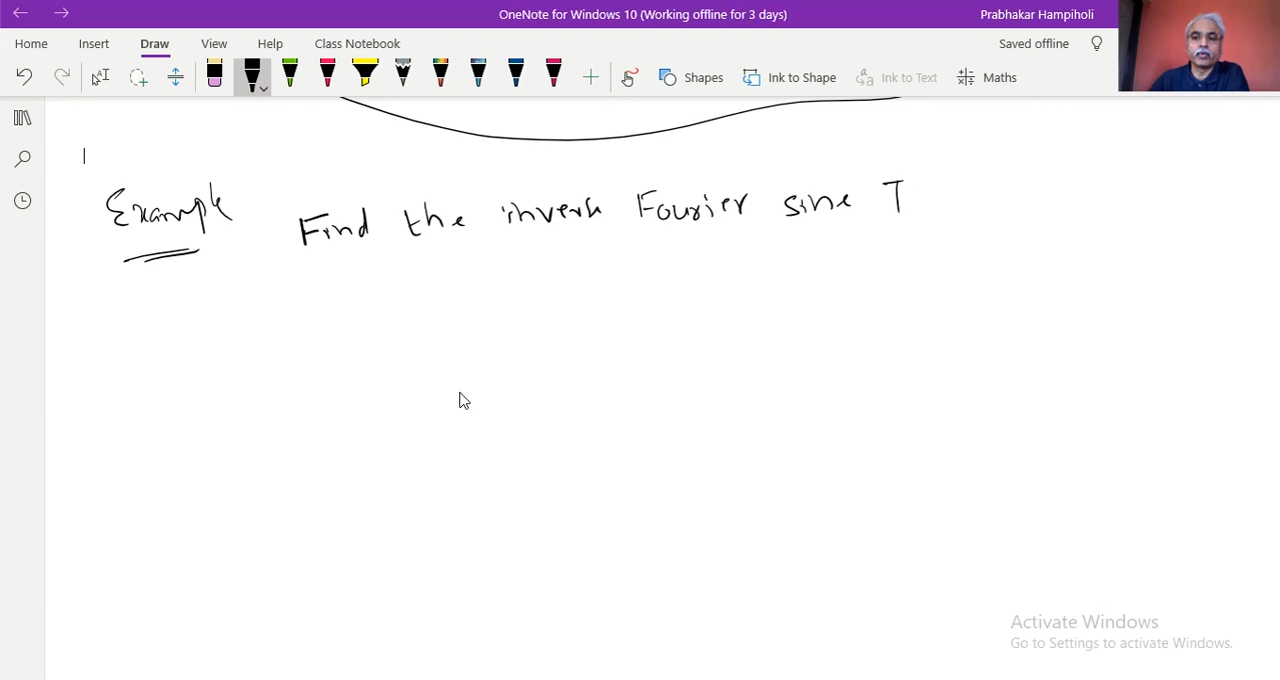 OneNote for Windows 10 (Working offline for 3 days)
Prabhakar Hampiholi
Home Insert Draw View Help Class Notebook Saved offline
Shapes Ink to Shape Ink to Text Maths
Example Find the inverse Fourier sine T
Activate Windows
Go to Settings to activate Windows.